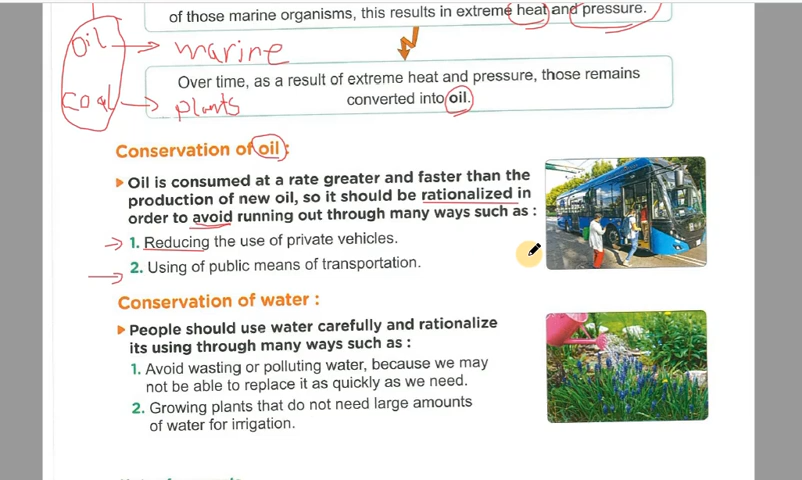 of those marine organisms, this results in extreme heat and pressure.
oil → marine
Over time, as a result of extreme heat and pressure, those remains
coal → plants
converted into oil.
Conservation of oil :
Oil is consumed at a rate greater and faster than the
production of new oil, so it should be rationalized in
order to avoid running out through many ways such as :
1. Reducing the use of private vehicles.
2. Using of public means of transportation.
Conservation of water :
People should use water carefully and rationalize
its using through many ways such as :
1. Avoid wasting or polluting water, because we may
not be able to replace it as quickly as we need.
2. Growing plants that do not need large amounts
of water for irrigation.